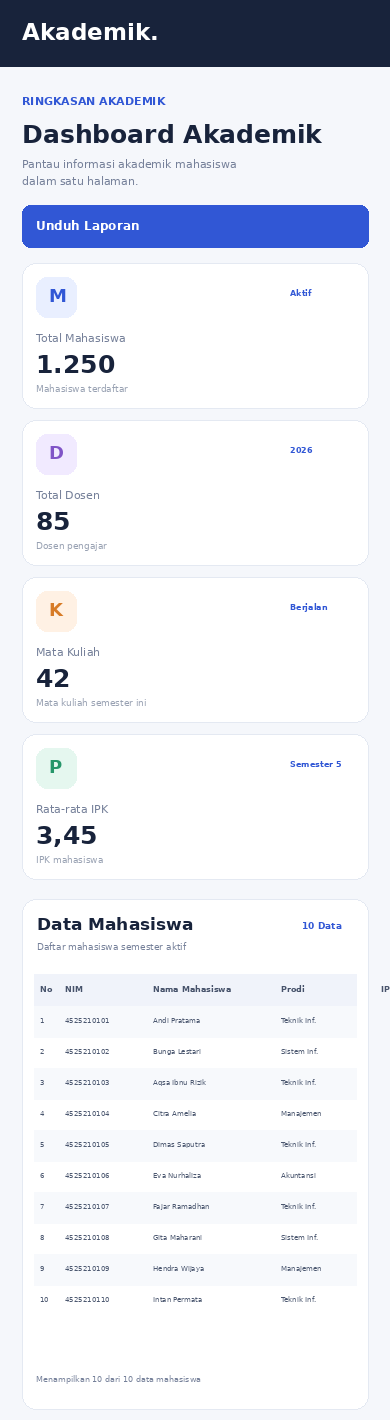 Akademik.
RINGKASAN AKADEMIK
Dashboard Akademik
Pantau informasi akademik mahasiswa
dalam satu halaman.
Unduh Laporan
M Aktif
Total Mahasiswa
1.250
Mahasiswa terdaftar
D 2026
Total Dosen
85
Dosen pengajar
K Berjalan
Mata Kuliah
42
Mata kuliah semester ini
P Semester 5
Rata-rata IPK
3,45
IPK mahasiswa
Data Mahasiswa 10 Data
Daftar mahasiswa semester aktif
No NIM Nama Mahasiswa Prodi IP
1 4525210101 Andi Pratama Teknik Inf.
2 4525210102 Bunga Lestari Sistem Inf.
3 4525210103 Aqsa Ibnu Rizik Teknik Inf.
4 4525210104 Citra Amelia Manajemen
5 4525210105 Dimas Saputra Teknik Inf.
6 4525210106 Eva Nurhaliza Akuntansi
7 4525210107 Fajar Ramadhan Teknik Inf.
8 4525210108 Gita Maharani Sistem Inf.
9 4525210109 Hendra Wijaya Manajemen
10 4525210110 Intan Permata Teknik Inf.
Menampilkan 10 dari 10 data mahasiswa